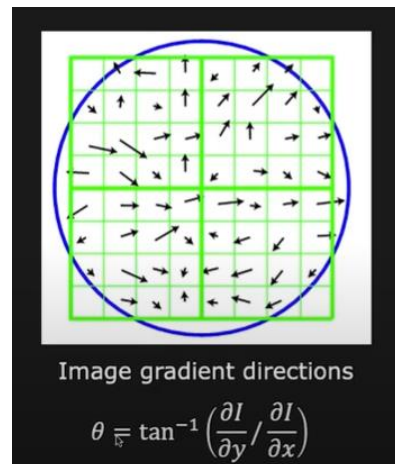 Image gradient directions
θ = tan⁻¹(∂I/∂y / ∂I/∂x)